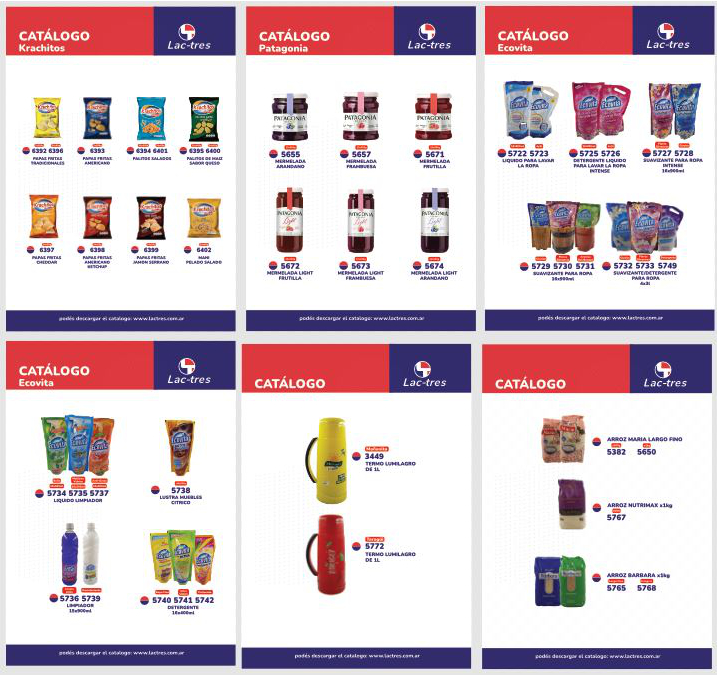 CATÁLOGO
Krachitos
Lac-tres
6392 6396
PAPAS FRITAS
TRADICIONALES
6393
PAPAS FRITAS
AMERICANO
6394 6401
PALITOS SALADOS
6395 6400
PALITOS DE MAIZ
SABOR QUESO
6397
PAPAS FRITAS
CHEDDAR
6398
PAPAS FRITAS
AMERICANO
KETCHUP
6399
PAPAS FRITAS
JAMON SERRANO
6402
MANI
PELADO SALADO
podés descargar el catalogo: www.lactres.com.ar
CATÁLOGO
Patagonia
Lac-tres
PATAGONIA
PATAGONIA
PATAGONIA
5655
MERMELADA
ARANDANO
5657
MERMELADA
FRAMBUESA
5671
MERMELADA
FRUTILLA
PATAGONIA
Light
PATAGONIA
Light
PATAGONIA
Light
5672
MERMELADA LIGHT
FRUTILLA
5673
MERMELADA LIGHT
FRAMBUESA
5674
MERMELADA LIGHT
ARANDANO
podés descargar el catalogo: www.lactres.com.ar
CATÁLOGO
Ecovita
Lac-tres
5722 5723
LIQUIDO PARA LAVAR
LA ROPA
5725 5726
DETERGENTE LIQUIDO
PARA LAVAR LA ROPA
INTENSE
5727 5728
SUAVIZANTE PARA ROPA
INTENSE
16x900ml
5729 5730 5731
SUAVIZANTE PARA ROPA
16x900ml
5732 5733 5749
SUAVIZANTE/DETERGENTE
PARA ROPA
4x3l
podés descargar el catalogo: www.lactres.com.ar
CATÁLOGO
Ecovita
Lac-tres
5734 5735 5737
LIQUIDO LIMPIADOR
5738
LUSTRA MUEBLES
CITRICO
5736 5739
LIMPIADOR
15x900ml
5740 5741 5742
DETERGENTE
16x400ml
podés descargar el catalogo: www.lactres.com.ar
CATÁLOGO
Lac-tres
3449
TERMO LUMILAGRO
DE 1L
5772
TERMO LUMILAGRO
DE 1L
podés descargar el catalogo: www.lactres.com.ar
CATÁLOGO
Lac-tres
ARROZ MARIA LARGO FINO
5382 5650
ARROZ NUTRIMAX x1kg
5767
ARROZ BARBARA x1kg
5765 5768
podés descargar el catalogo: www.lactres.com.ar